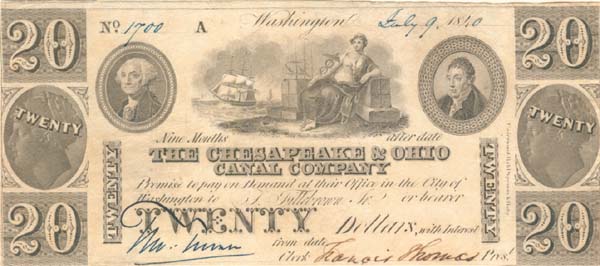 20 Washington July 9, 1840 20
No. 1700 A
TWENTY TWENTY
Nine Months after date
THE CHESAPEAKE & OHIO
CANAL COMPANY
TWENTY TWENTY
Promise to pay on Demand at their Office in the City of
Washington to or bearer
TWENTY Dollars, with Interest
from date
20 Clerk Francis Thomas Prest. 20